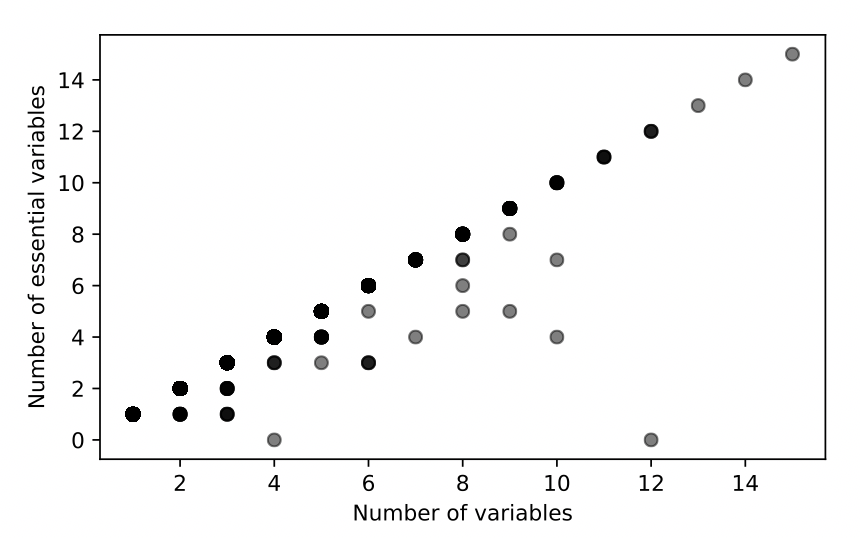 14
12
10
8
6
4
2
0
Number of essential variables
2 4 6 8 10 12 14
Number of variables